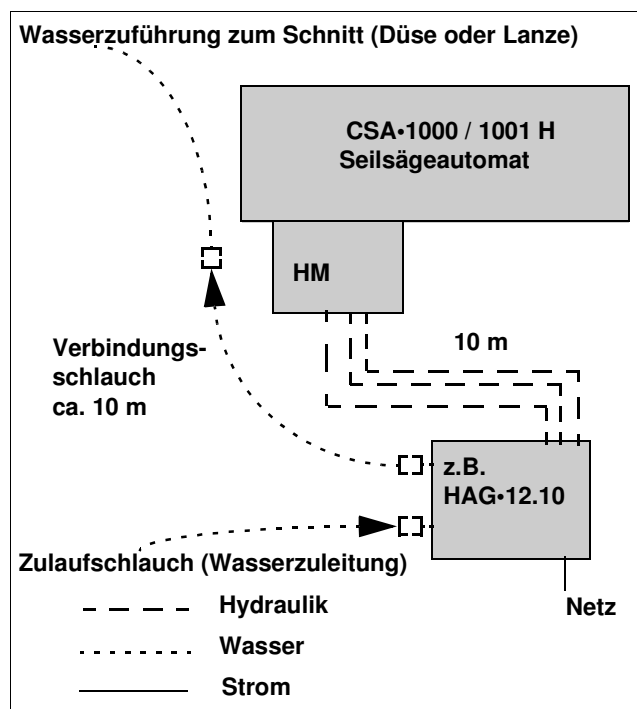 Wasserzuführung zum Schnitt (Düse oder Lanze)
CSA•1000 / 1001 H
Seilsägeautomat
HM
10 m
Verbindungs-
schlauch
ca. 10 m
z.B.
HAG•12.10
Zulaufschlauch (Wasserzuleitung)
Netz
Hydraulik
Wasser
Strom